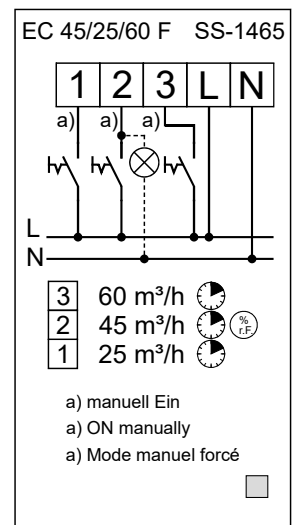 EC 45/25/60 F SS-1465
1 2 3 L N
a) a) a)
L
N
3 60 m³/h
2 45 m³/h % r.F.
1 25 m³/h
a) manuell Ein
a) ON manually
a) Mode manuel forcé